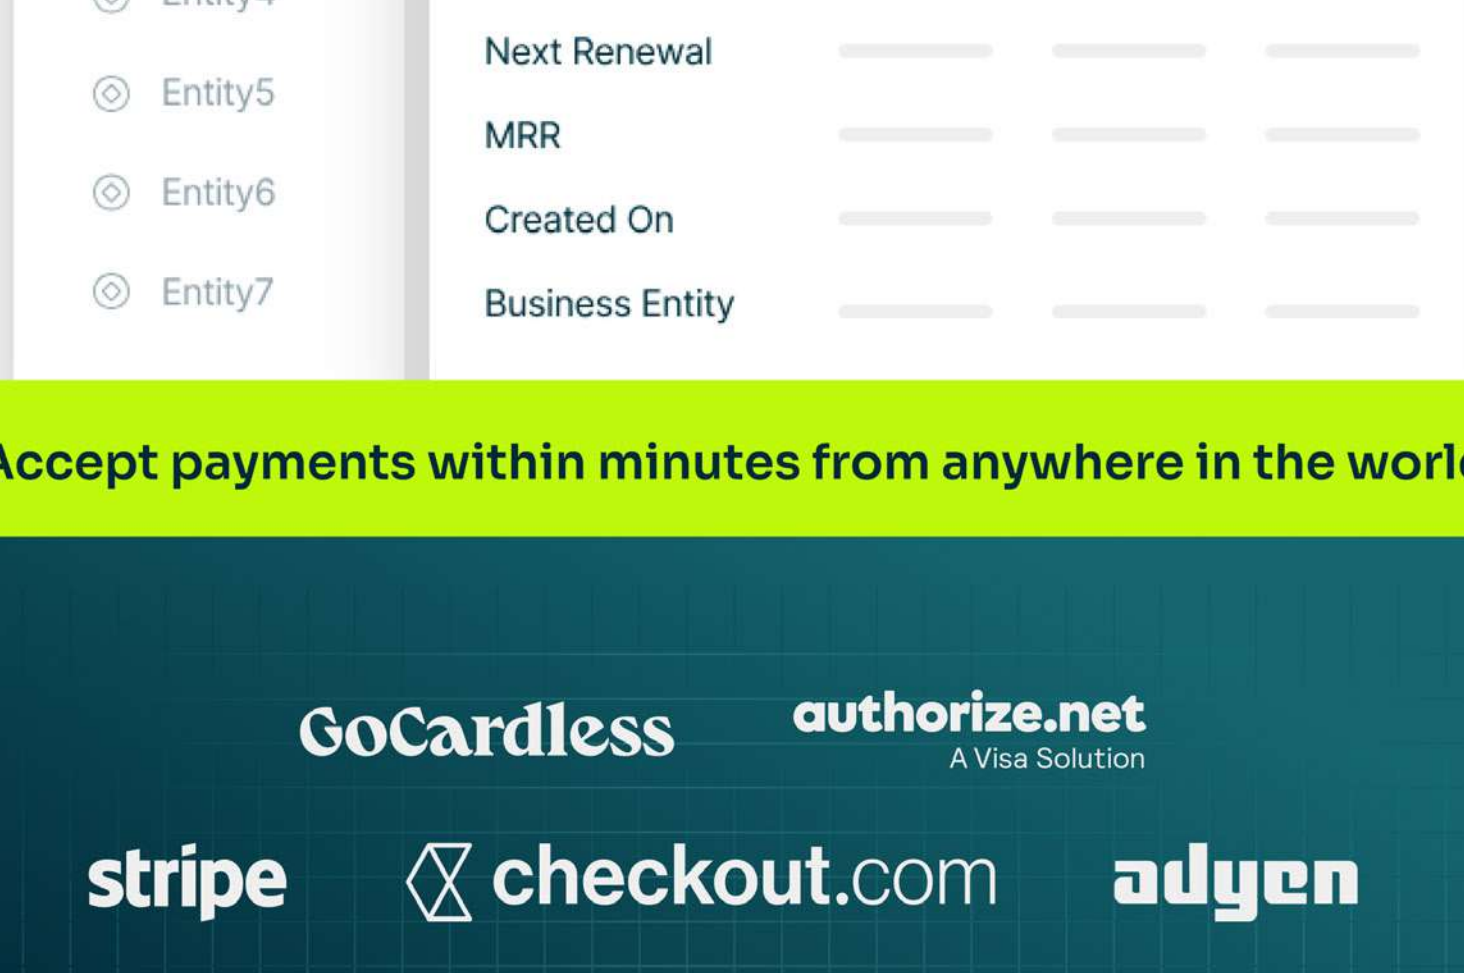 Entity5
Entity6
Entity7
Next Renewal
MRR
Created On
Business Entity
Accept payments within minutes from anywhere in the
GoCardless
authorize.net
A Visa Solution
stripe
checkout.com
adyen